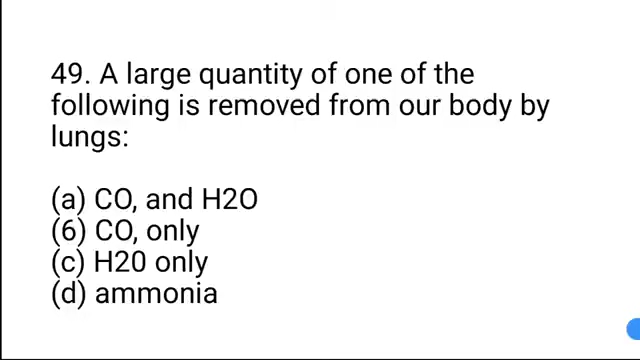 49. A large quantity of one of the
following is removed from our body by
lungs:
(a) CO, and H2O
(6) CO, only
(c) H20 only
(d) ammonia